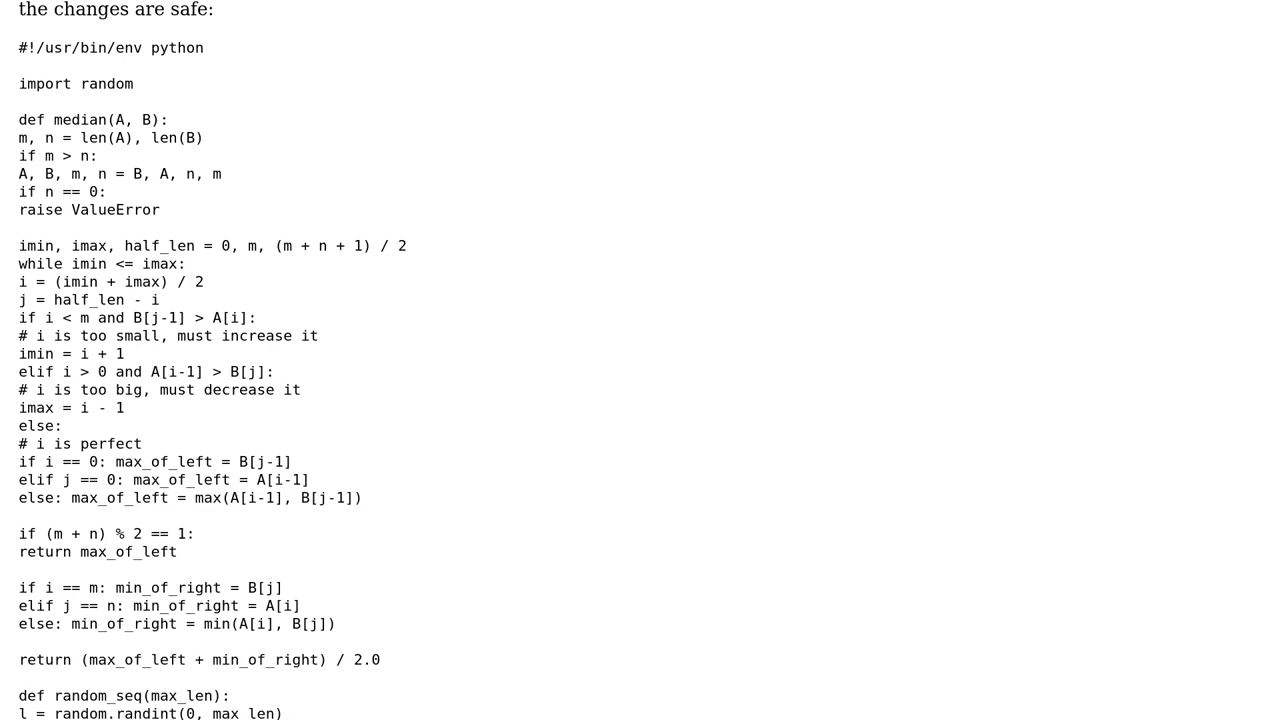 the changes are safe:
#!/usr/bin/env python
import random
def median(A, B):
m, n = len(A), len(B)
if m > n:
A, B, m, n = B, A, n, m
if n == 0:
raise ValueError
imin, imax, half_len = 0, m, (m + n + 1) / 2
while imin <= imax:
i = (imin + imax) / 2
j = half_len - i
if i < m and B[j-1] > A[i]:
# i is too small, must increase it
imin = i + 1
elif i > 0 and A[i-1] > B[j]:
# i is too big, must decrease it
imax = i - 1
else:
# i is perfect
if i == 0: max_of_left = B[j-1]
elif j == 0: max_of_left = A[i-1]
else: max_of_left = max(A[i-1], B[j-1])
if (m + n) % 2 == 1:
return max_of_left
if i == m: min_of_right = B[j]
elif j == n: min_of_right = A[i]
else: min_of_right = min(A[i], B[j])
return (max_of_left + min_of_right) / 2.0
def random_seq(max_len):
l = random.randint(0, max_len)